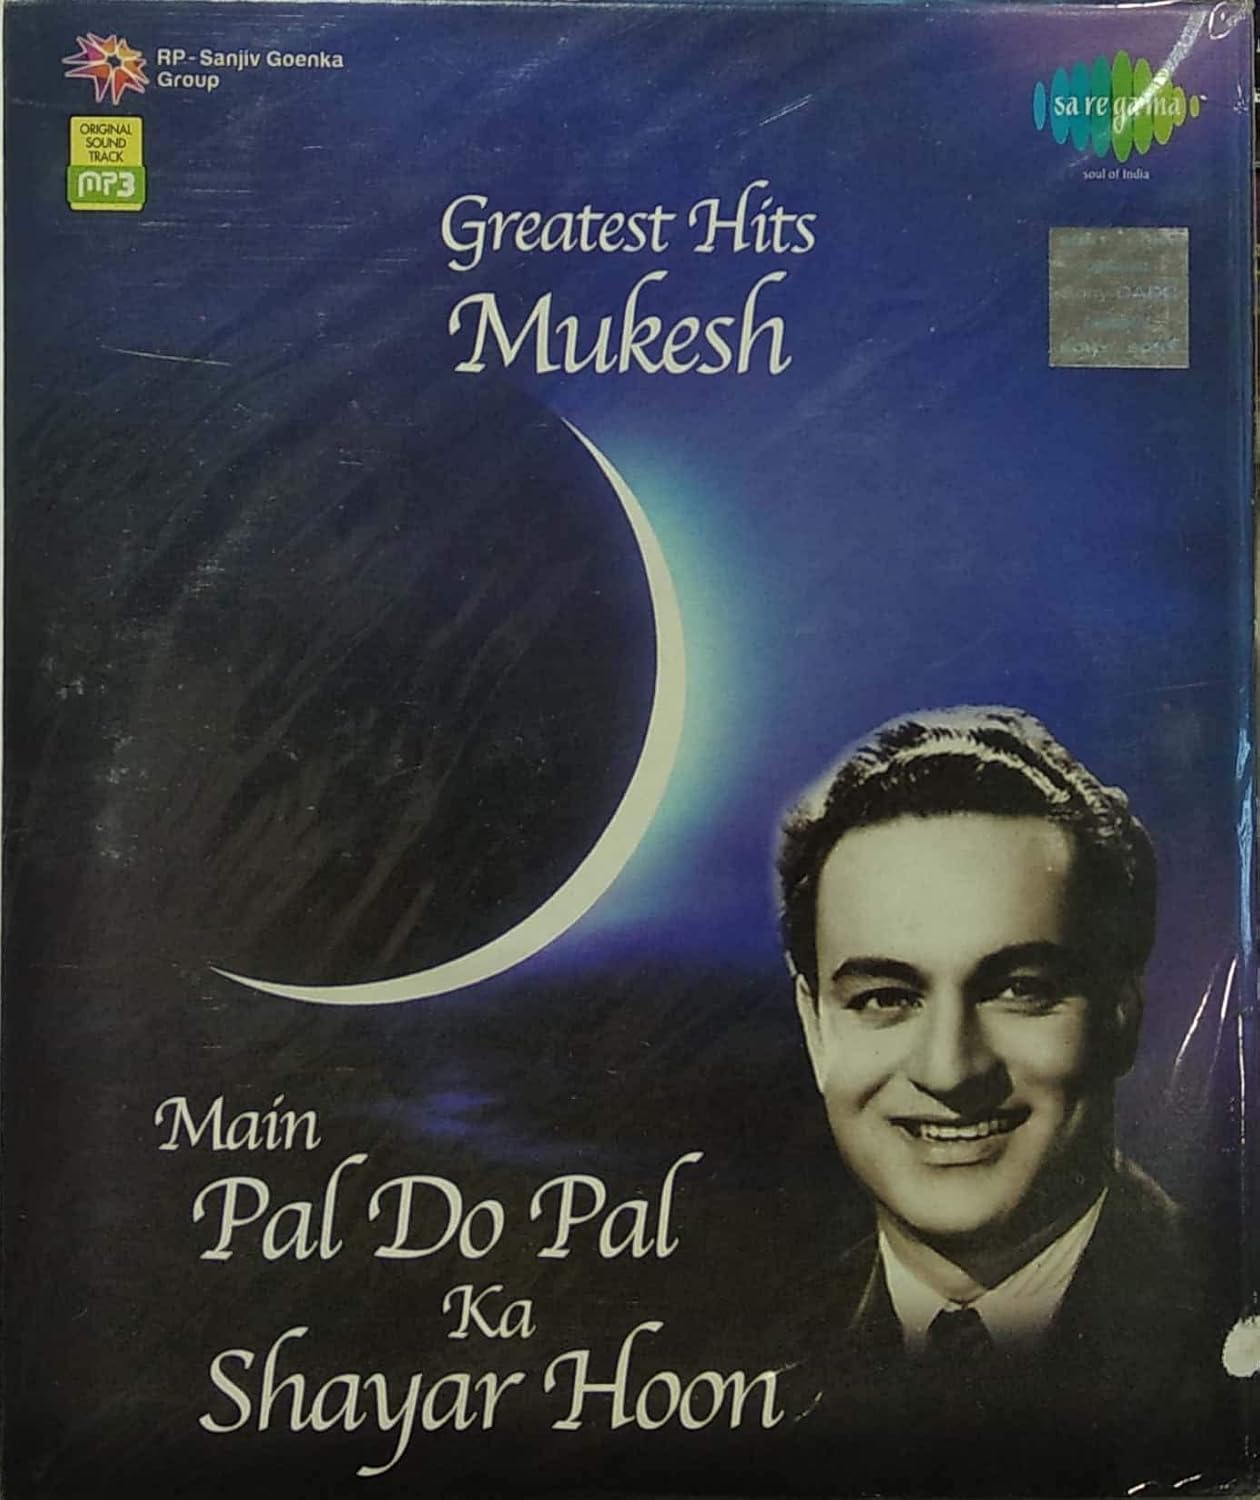 RP-Sanjiv Goenka
Group
ORIGINAL
SOUND
TRACK
MP3
sa re ga ma
soul of India
Greatest Hits
Mukesh
Main
Pal Do Pal
Ka
Shayar Hoon